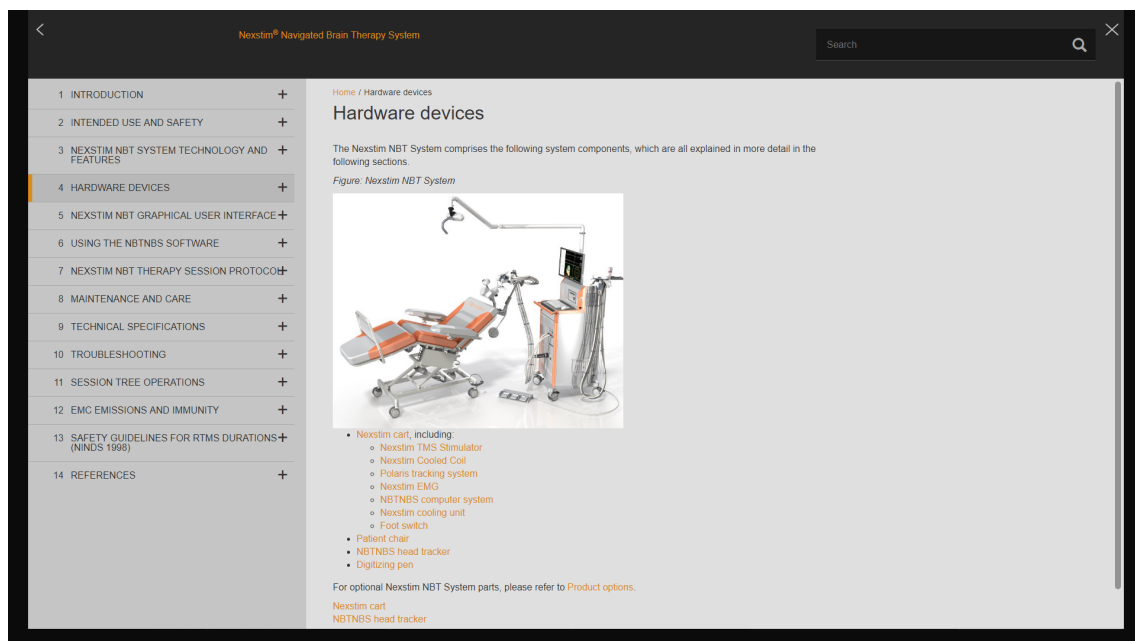 Nexstim® Navigated Brain Therapy System
Search
1 INTRODUCTION
2 INTENDED USE AND SAFETY
3 NEXSTIM NBT SYSTEM TECHNOLOGY AND
FEATURES
4 HARDWARE DEVICES
5 NEXSTIM NBT GRAPHICAL USER INTERFACE
6 USING THE NBTNBS SOFTWARE
7 NEXSTIM NBT THERAPY SESSION PROTOCOL
8 MAINTENANCE AND CARE
9 TECHNICAL SPECIFICATIONS
10 TROUBLESHOOTING
11 SESSION TREE OPERATIONS
12 EMC EMISSIONS AND IMMUNITY
13 SAFETY GUIDELINES FOR RTMS DURATIONS
(NINDS 1998)
14 REFERENCES
Home / Hardware devices
Hardware devices
The Nexstim NBT System comprises the following system components, which are all explained in more detail in the
following sections.
Figure: Nexstim NBT System
Nexstim cart, including:
Nexstim TMS Stimulator
Nexstim Cooled Coil
Polaris tracking system
Nexstim EMG
NBTNBS computer system
Nexstim cooling unit
Foot switch
Patient chair
NBTNBS head tracker
Digitizing pen
For optional Nexstim NBT System parts, please refer to Product options.
Nexstim cart
NBTNBS head tracker